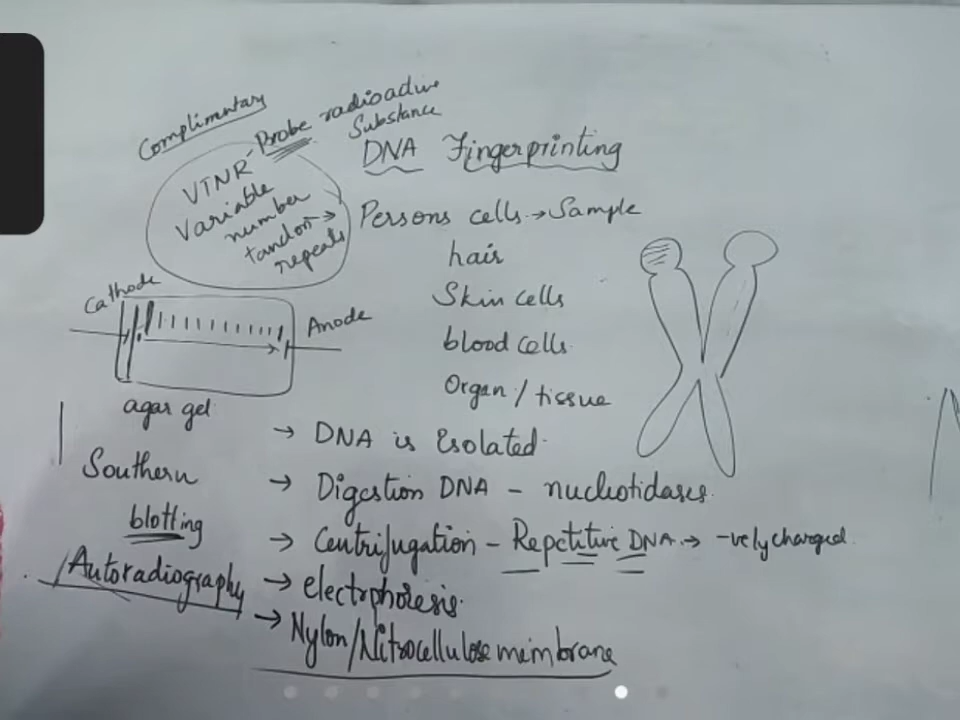 Complimentary
Probe radioadive
Substance
DNA Fingerprinting
VTNR
Variable
number
tandom
repeats
→ Persons cells → Sample
hair
Skin cells
blood cells
Organ / tissue
Cathode
Anode
agar gel
→ DNA is Isolated
→ Digestion DNA - nucleotidases.
→ Centrifugation - Repetitive DNA → -vely charged
→ electrphoresis
→ Nylon/Nitrocellulose membrane
Southern
blotting
Autoradiography